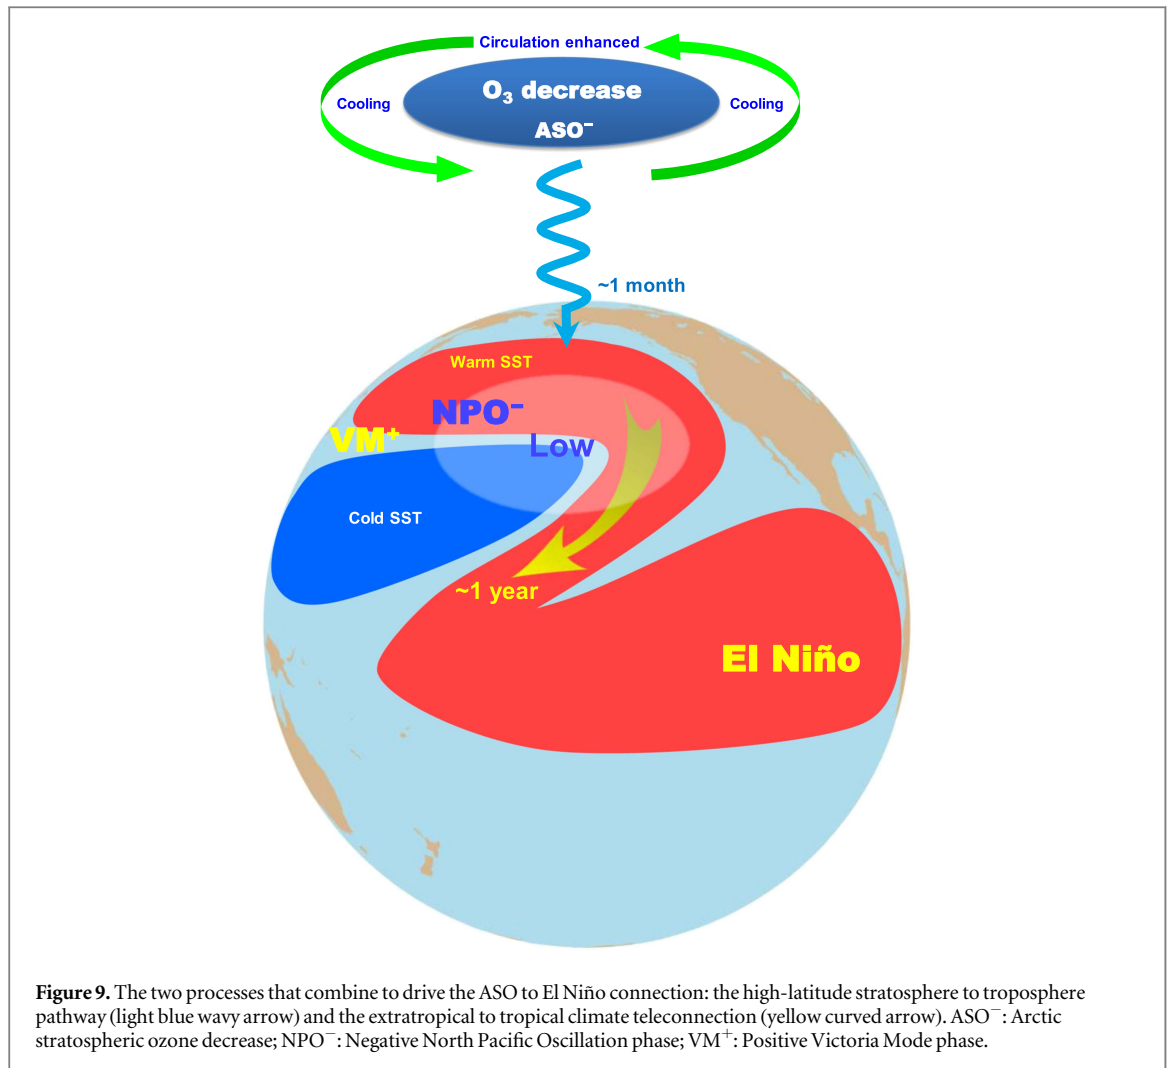 Circulation enhanced
O₃ decrease
Cooling
Cooling
ASO⁻
~1 month
Warm SST
NPO⁻
VM⁺
Low
Cold SST
~1 year
El Niño
Figure 9. The two processes that combine to drive the ASO to El Niño connection: the high-latitude stratosphere to troposphere
pathway (light blue wavy arrow) and the extratropical to tropical climate teleconnection (yellow curved arrow). ASO⁻: Arctic
stratospheric ozone decrease; NPO⁻: Negative North Pacific Oscillation phase; VM⁺: Positive Victoria Mode phase.